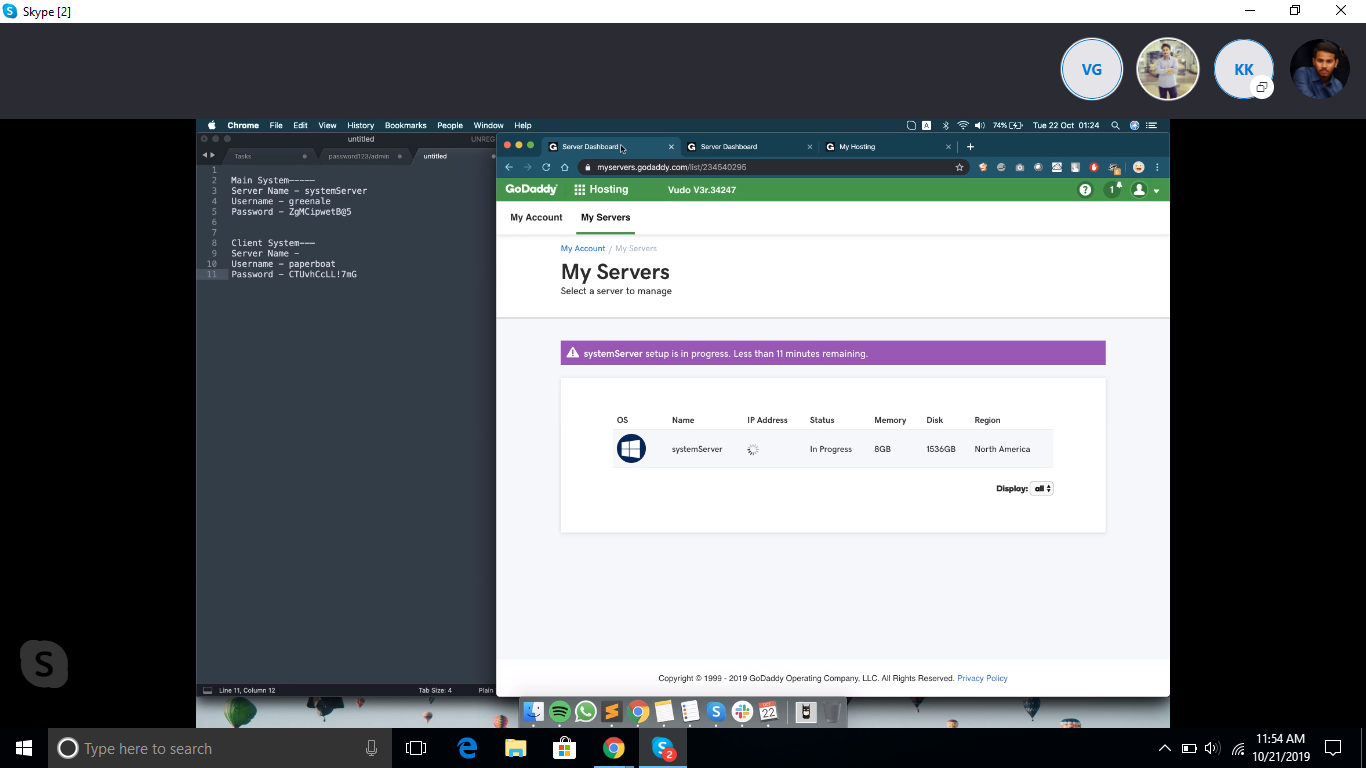 Skype [2]
VG
KK
Chrome File Edit View History Bookmarks People Window Help
74% Tue 22 Oct 01:24
untitled
UNREG
Tasks
password123/admin
untitled
1
2 Main System-----
3 Server Name - systemServer
4 Username - greenale
5 Password - ZgMCipwetB@5
6
7
8 Client System---
9 Server Name -
10 Username - paperboat
11 Password - CTUvhCcLL!7mG
Line 11, Column 12
Tab Size: 4
Plain
Server Dashboard
Server Dashboard
My Hosting
myservers.godaddy.com/list/234540296
GoDaddy Hosting Vudo V3r.34247
1
My Account My Servers
My Account / My Servers
My Servers
Select a server to manage
systemServer setup is in progress. Less than 11 minutes remaining.
OS Name IP Address Status Memory Disk Region
systemServer In Progress 8GB 1536GB North America
Display: all
Copyright © 1999 - 2019 GoDaddy Operating Company, LLC. All Rights Reserved. Privacy Policy
22
Type here to search
2
11:54 AM
10/21/2019